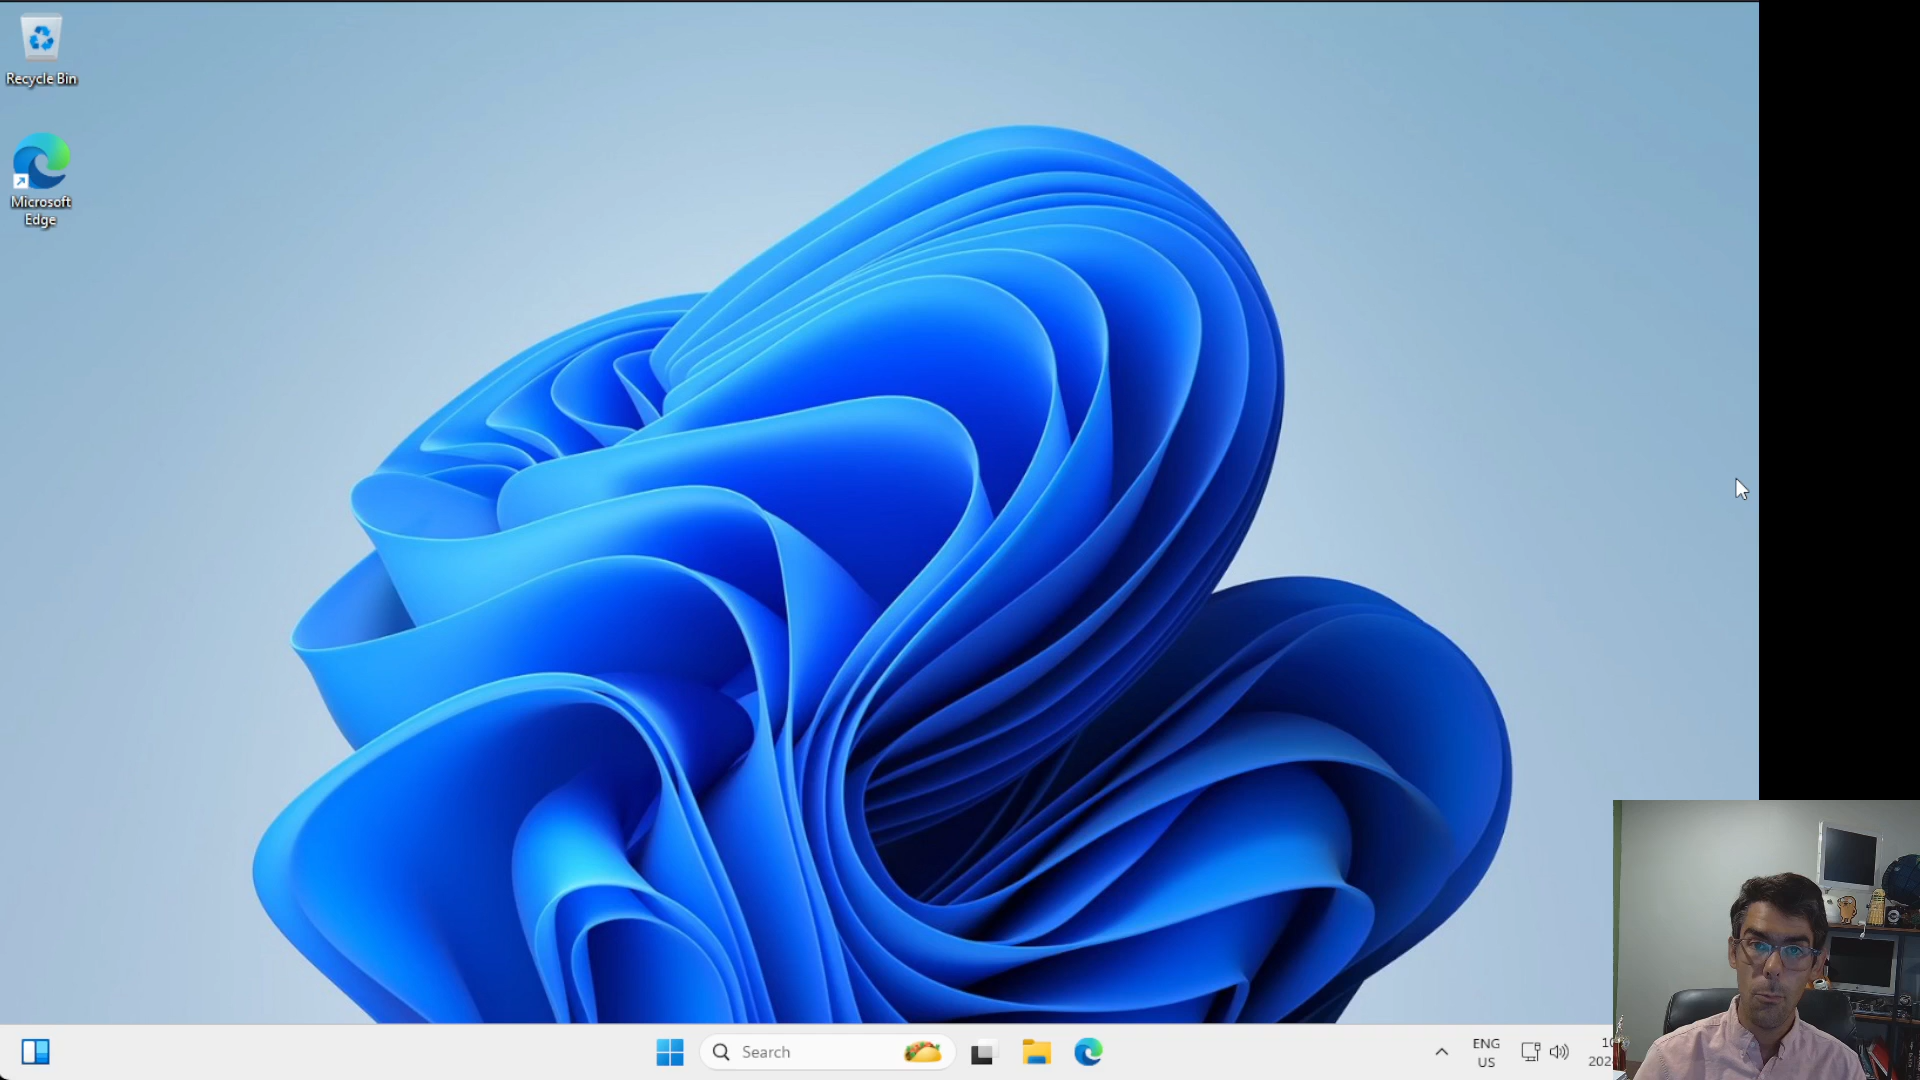 Recycle Bin
Microsoft
Edge
Search
ENG
US